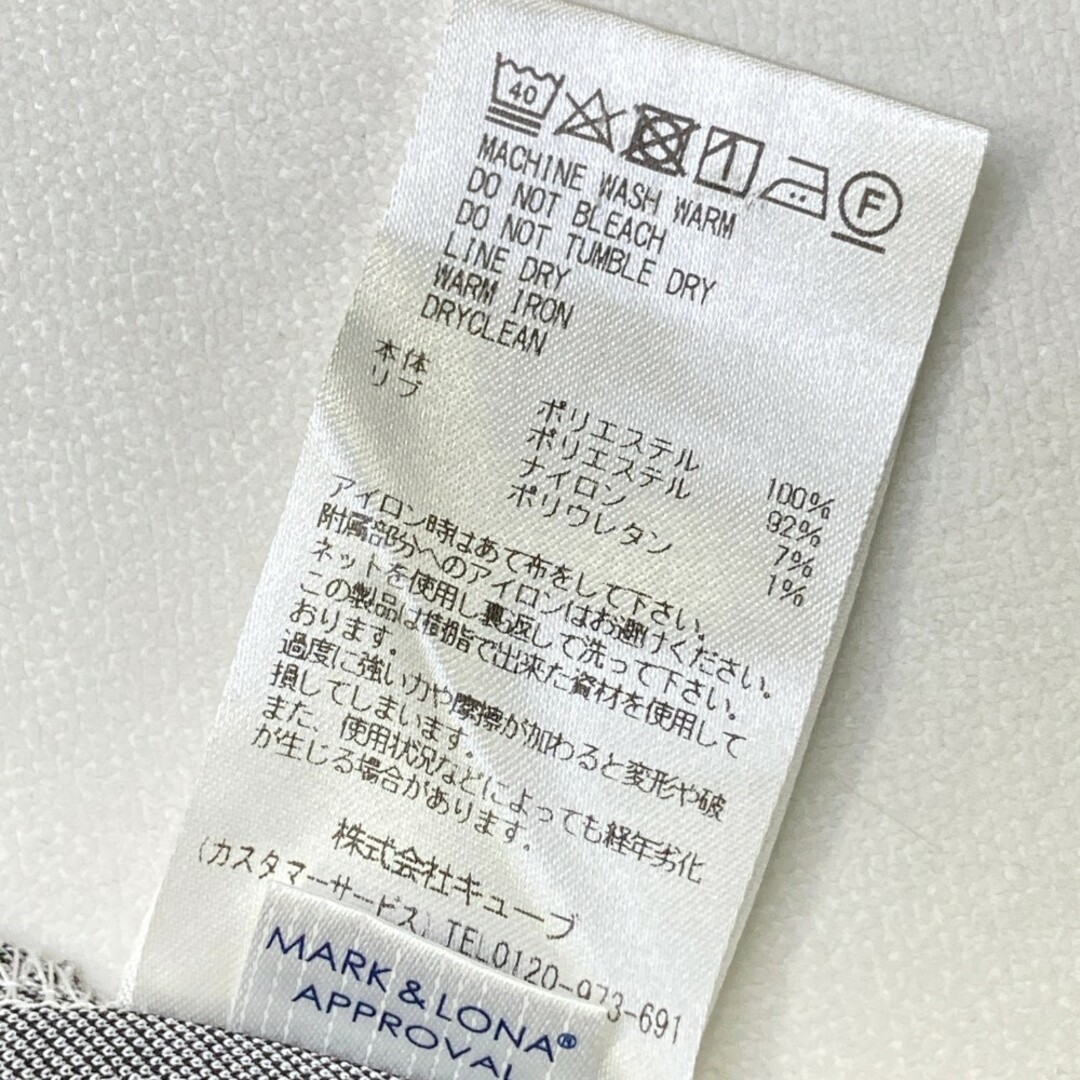 40
F
MACHINE WASH WARM
DO NOT BLEACH
DO NOT TUMBLE DRY
LINE DRY
WARM IRON
DRYCLEAN
本体 ポリエステル 100%
リブ ポリエステル 92%
ナイロン 7%
ポリウレタン 1%
アイロン時はあて布をして下さい。
附属部分へのアイロンはお避けください。
ネットを使用し裏返して洗って下さい。
この製品は樹脂で出来た資材を使用して
おります。
過度に強い力や摩擦が加わると変形や破
損してしまいます。
また、使用状況などによっても経年劣化
が生じる場合があります。
株式会社キューブ
(カスタマーサービス) TEL0120-973-691
MARK & LONA®
APPROVAL